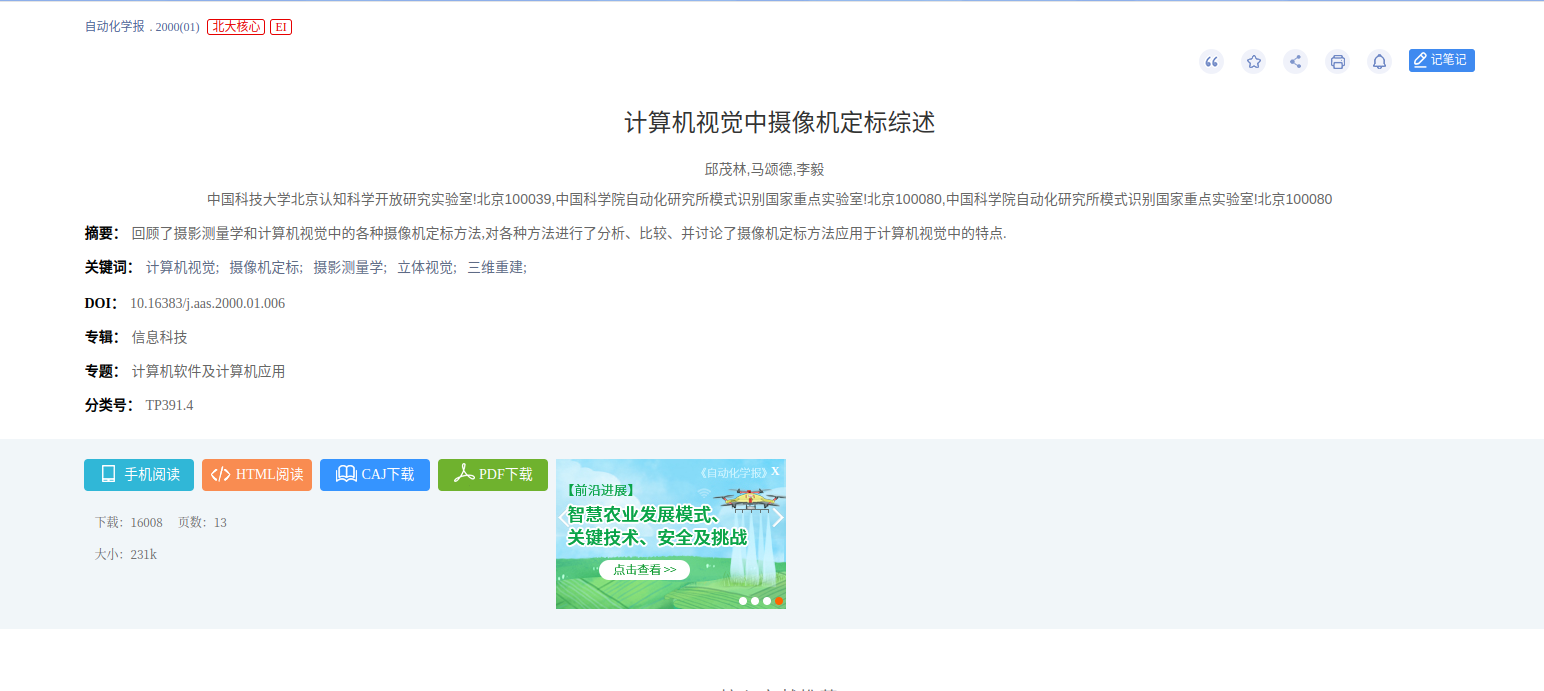 自动化学报 . 2000(01) 北大核心 EI
记笔记
计算机视觉中摄像机定标综述
邱茂林,马颂德,李毅
中国科技大学北京认知科学开放研究实验室!北京100039,中国科学院自动化研究所模式识别国家重点实验室!北京100080,中国科学院自动化研究所模式识别国家重点实验室!北京100080
摘要： 回顾了摄影测量学和计算机视觉中的各种摄像机定标方法,对各种方法进行了分析、比较、并讨论了摄像机定标方法应用于计算机视觉中的特点.
关键词： 计算机视觉; 摄像机定标; 摄影测量学; 立体视觉; 三维重建;
DOI： 10.16383/j.aas.2000.01.006
专辑： 信息科技
专题： 计算机软件及计算机应用
分类号： TP391.4
手机阅读 HTML阅读 CAJ下载 PDF下载
《自动化学报》 X
【前沿进展】
智慧农业发展模式、
关键技术、安全及挑战
点击查看 >>
下载：16008 页数：13
大小：231k